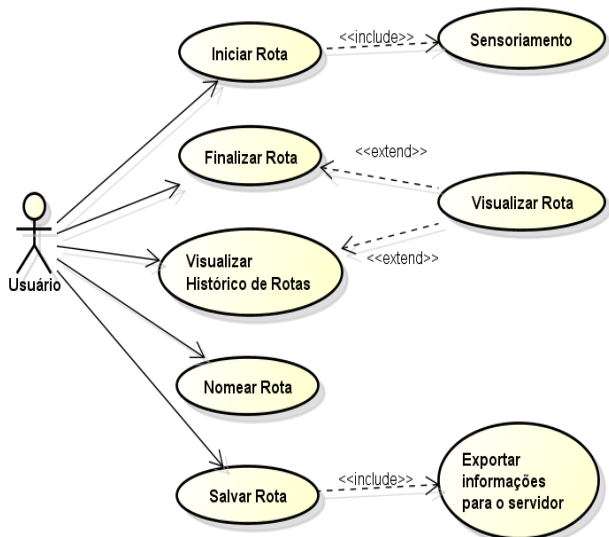 Iniciar Rota
<<include>>
Sensoriamento
Finalizar Rota
<<extend>>
Visualizar Rota
Usuário
Visualizar
Histórico de Rotas
<<extend>>
Nomear Rota
Salvar Rota
<<include>>
Exportar
informações
para o servidor